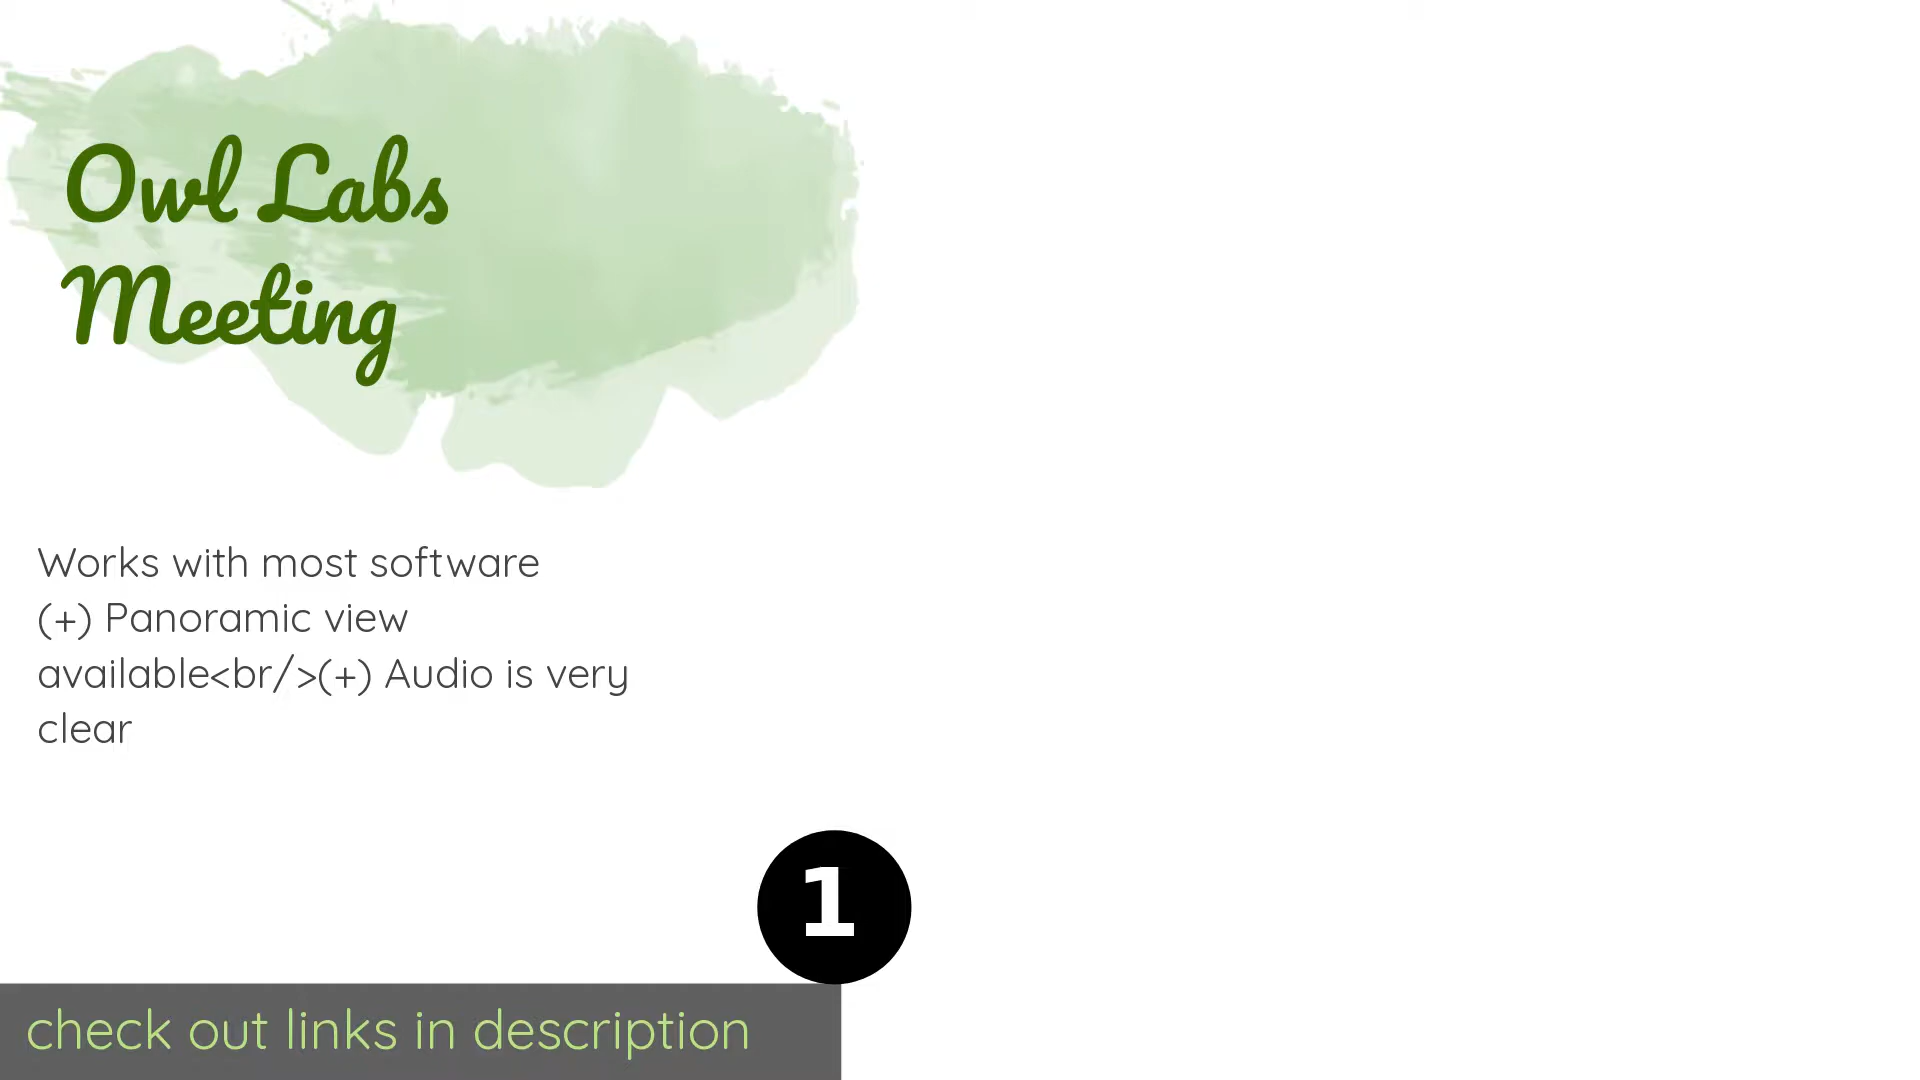 Owl Labs
Meeting
Works with most software
(+) Panoramic view
available<br/>(+) Audio is very
clear
1
check out links in description